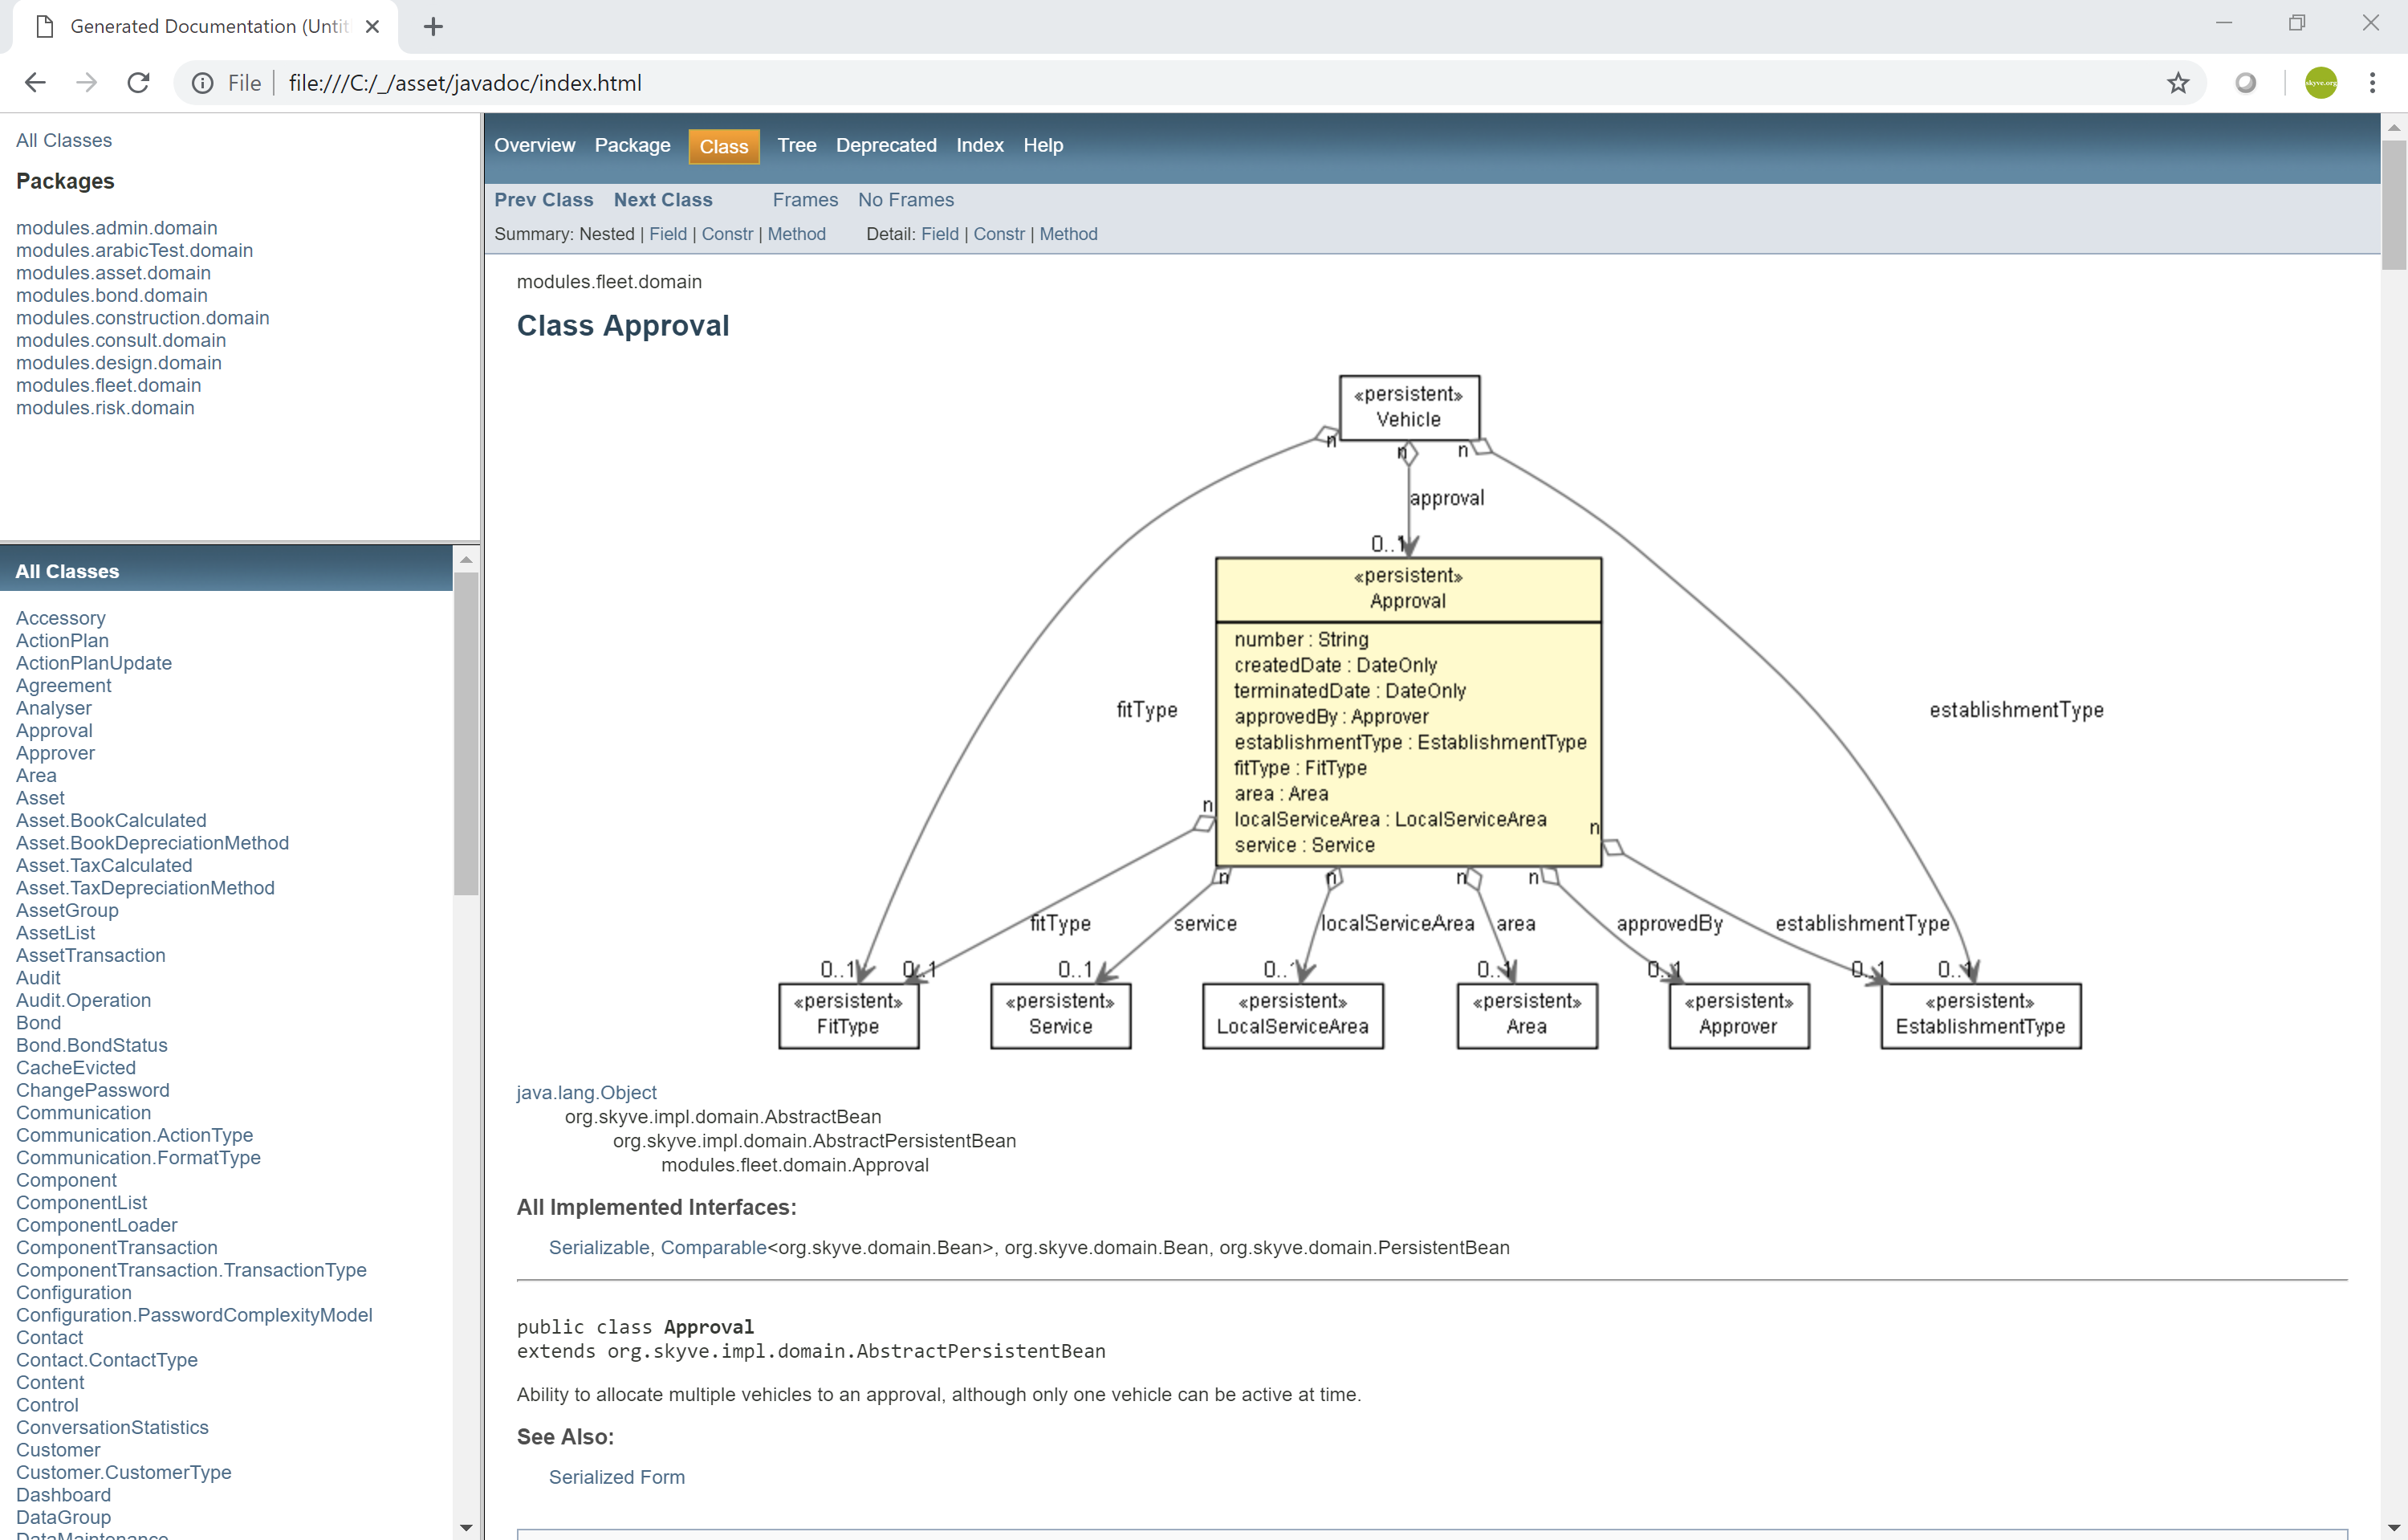 Generated Documentation (Untit
File
file:///C:/_/asset/javadoc/index.html
skyve.org
All Classes
Packages
modules.admin.domain
modules.arabicTest.domain
modules.asset.domain
modules.bond.domain
modules.construction.domain
modules.consult.domain
modules.design.domain
modules.fleet.domain
modules.risk.domain
All Classes
Accessory
ActionPlan
ActionPlanUpdate
Agreement
Analyser
Approval
Approver
Area
Asset
Asset.BookCalculated
Asset.BookDepreciationMethod
Asset.TaxCalculated
Asset.TaxDepreciationMethod
AssetGroup
AssetList
AssetTransaction
Audit
Audit.Operation
Bond
Bond.BondStatus
CacheEvicted
ChangePassword
Communication
Communication.ActionType
Communication.FormatType
Component
ComponentList
ComponentLoader
ComponentTransaction
ComponentTransaction.TransactionType
Configuration
Configuration.PasswordComplexityModel
Contact
Contact.ContactType
Content
Control
ConversationStatistics
Customer
Customer.CustomerType
Dashboard
DataGroup
DataMaintenance
Overview Package Class Tree Deprecated Index Help
Prev Class Next Class Frames No Frames
Summary: Nested | Field | Constr | Method Detail: Field | Constr | Method
modules.fleet.domain
Class Approval
«persistent»
Vehicle
n n n
approval
0..1
«persistent»
Approval
number : String
createdDate : DateOnly
terminatedDate : DateOnly
approvedBy : Approver
establishmentType : EstablishmentType
fitType : FitType
area : Area
localServiceArea : LocalServiceArea
service : Service
fitType establishmentType
n n
n n n n
fitType service localServiceArea area approvedBy establishmentType
0..1 0..1 0..1 0..1 0..1 0..1 0..1 0..1
«persistent» «persistent» «persistent» «persistent» «persistent» «persistent»
FitType Service LocalServiceArea Area Approver EstablishmentType
java.lang.Object
org.skyve.impl.domain.AbstractBean
org.skyve.impl.domain.AbstractPersistentBean
modules.fleet.domain.Approval
All Implemented Interfaces:
Serializable, Comparable<org.skyve.domain.Bean>, org.skyve.domain.Bean, org.skyve.domain.PersistentBean
public class Approval
extends org.skyve.impl.domain.AbstractPersistentBean
Ability to allocate multiple vehicles to an approval, although only one vehicle can be active at time.
See Also:
Serialized Form